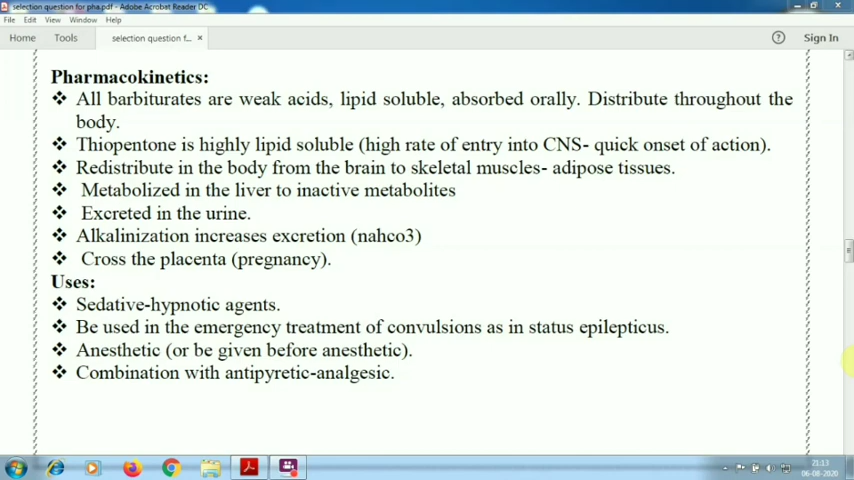 selection question for pha.pdf - Adobe Acrobat Reader DC
File Edit View Window Help
Home Tools selection question f... × ? Sign In
Pharmacokinetics:
❖ All barbiturates are weak acids, lipid soluble, absorbed orally. Distribute throughout the
body.
❖ Thiopentone is highly lipid soluble (high rate of entry into CNS- quick onset of action).
❖ Redistribute in the body from the brain to skeletal muscles- adipose tissues.
❖ Metabolized in the liver to inactive metabolites
❖ Excreted in the urine.
❖ Alkalinization increases excretion (nahco3)
❖ Cross the placenta (pregnancy).
Uses:
❖ Sedative-hypnotic agents.
❖ Be used in the emergency treatment of convulsions as in status epilepticus.
❖ Anesthetic (or be given before anesthetic).
❖ Combination with antipyretic-analgesic.
21:13
06-08-2020